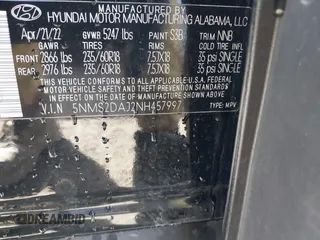 MANUFACTURED BY
HYUNDAI MOTOR MANUFACTURING ALABAMA, LLC
Apr/21/22 GVWR 5247 lbs PAINT S3B TRIM NNB
GAWR TIRES RIMS COLD TIRE INFL
FRONT 2866 lbs 235/60R18 7.5JX18 35 psi SINGLE
REAR 2976 lbs 235/60R18 7.5JX18 35 psi SINGLE
THIS VEHICLE CONFORMS TO ALL APPLICABLE
FEDERAL MOTOR VEHICLE SAFETY AND
THEFT PREVENTION STANDARDS IN EFFECT ON THE
DATE OF MANUFACTURE SHOWN ABOVE.
V.I.N 5NMS2DAJ2NH457997 TYPE: MPV
DREAMBID